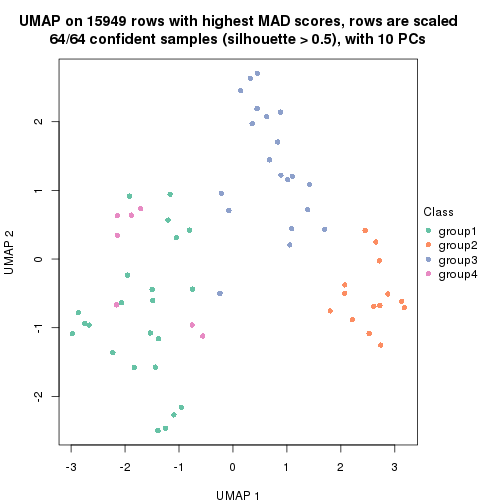 UMAP on 15949 rows with highest MAD scores, rows are scaled
64/64 confident samples (silhouette > 0.5), with 10 PCs
2
1
0
-1
-2
UMAP 2
-3
-2
-1
0
1
2
3
UMAP 1
Class
group1
group2
group3
group4